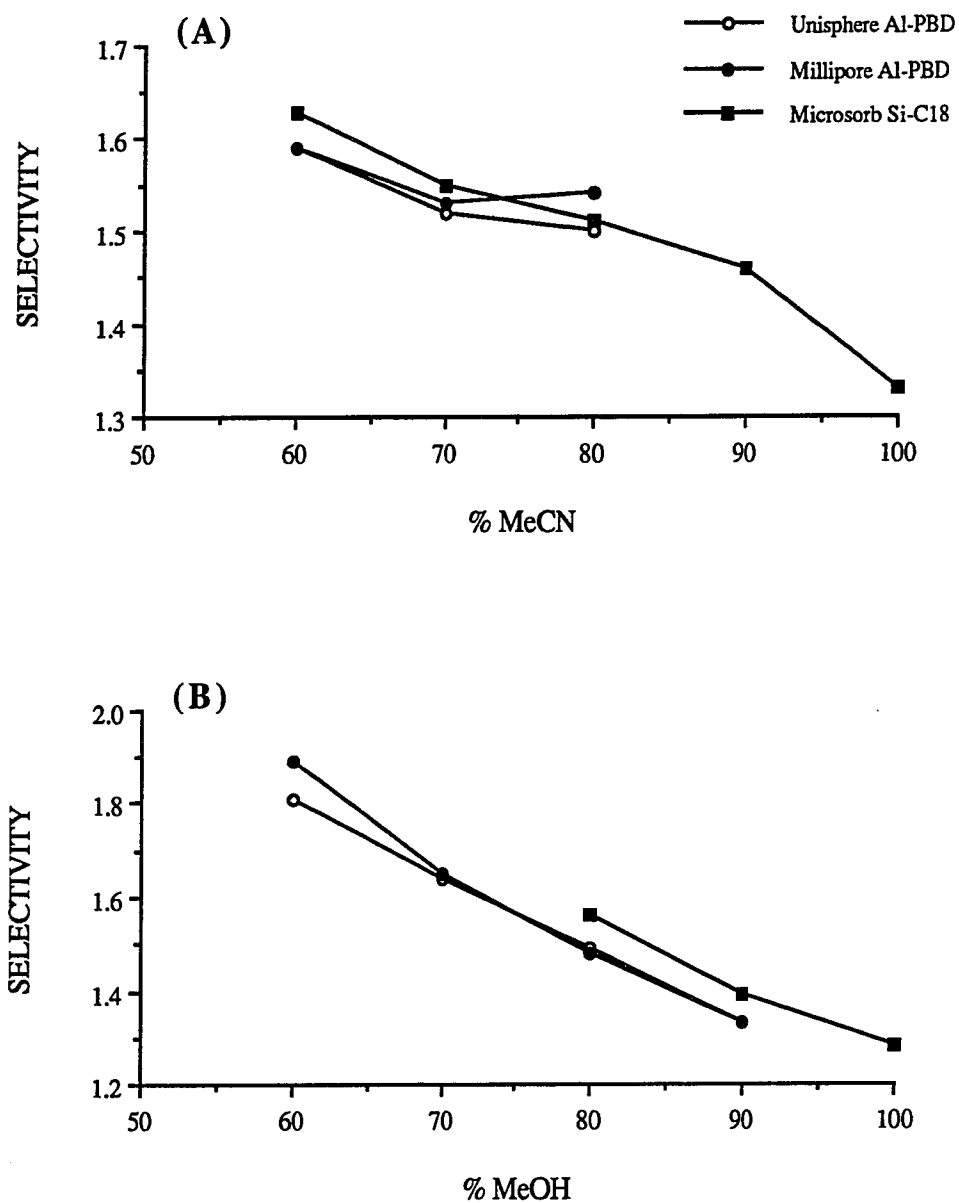 (A)
Unisphere Al-PBD
Millipore Al-PBD
Microsorb Si-C18
SELECTIVITY
1.7
1.6
1.5
1.4
1.3
50 60 70 80 90 100
% MeCN
(B)
SELECTIVITY
2.0
1.8
1.6
1.4
1.2
50 60 70 80 90 100
% MeOH